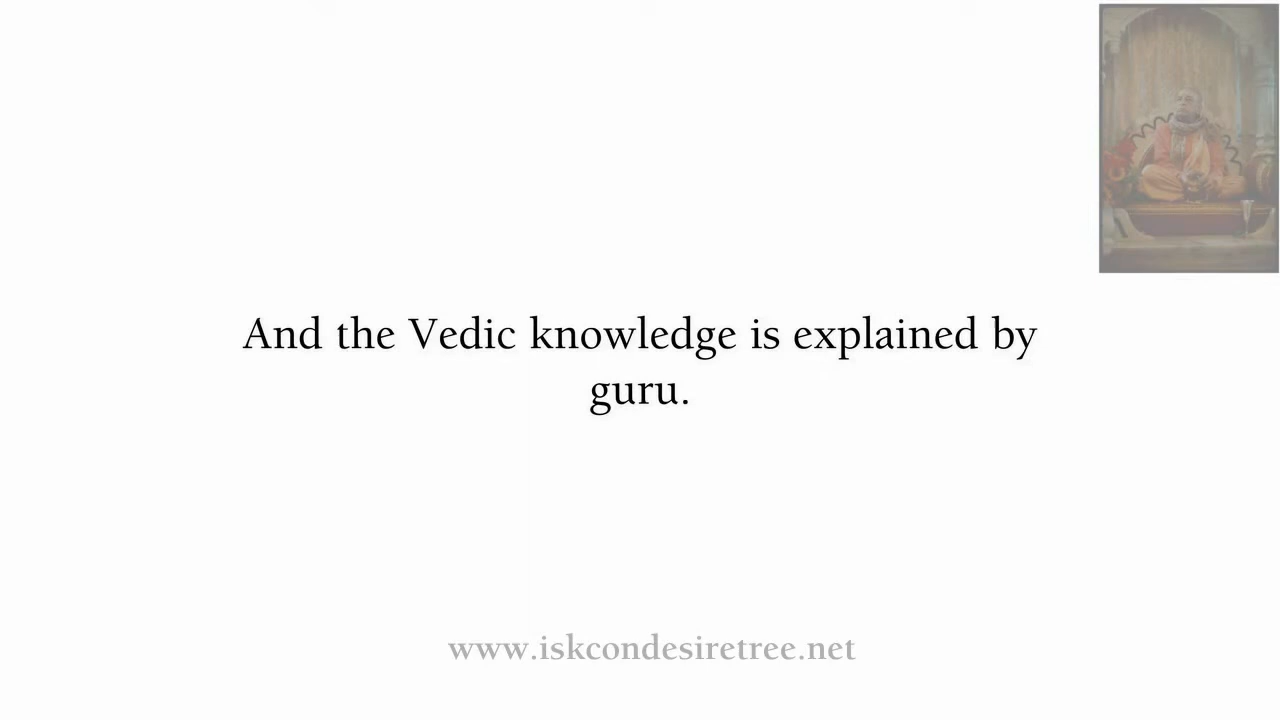 And the Vedic knowledge is explained by
guru.
www.iskcondesiretree.net